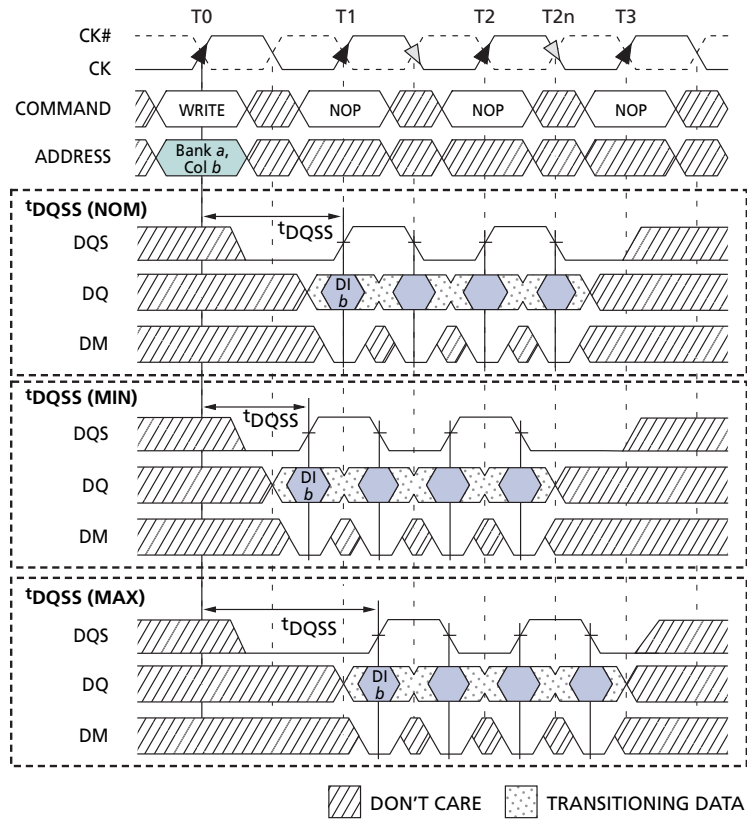 T0 T1 T2 T2n T3
CK#
CK
COMMAND WRITE NOP NOP NOP
ADDRESS Bank a,
Col b
tDQSS (NOM)
tDQSS
DQS
DQ DI
b
DM
tDQSS (MIN)
tDQSS
DQS
DQ DI
b
DM
tDQSS (MAX)
tDQSS
DQS
DQ DI
b
DM
DON'T CARE TRANSITIONING DATA